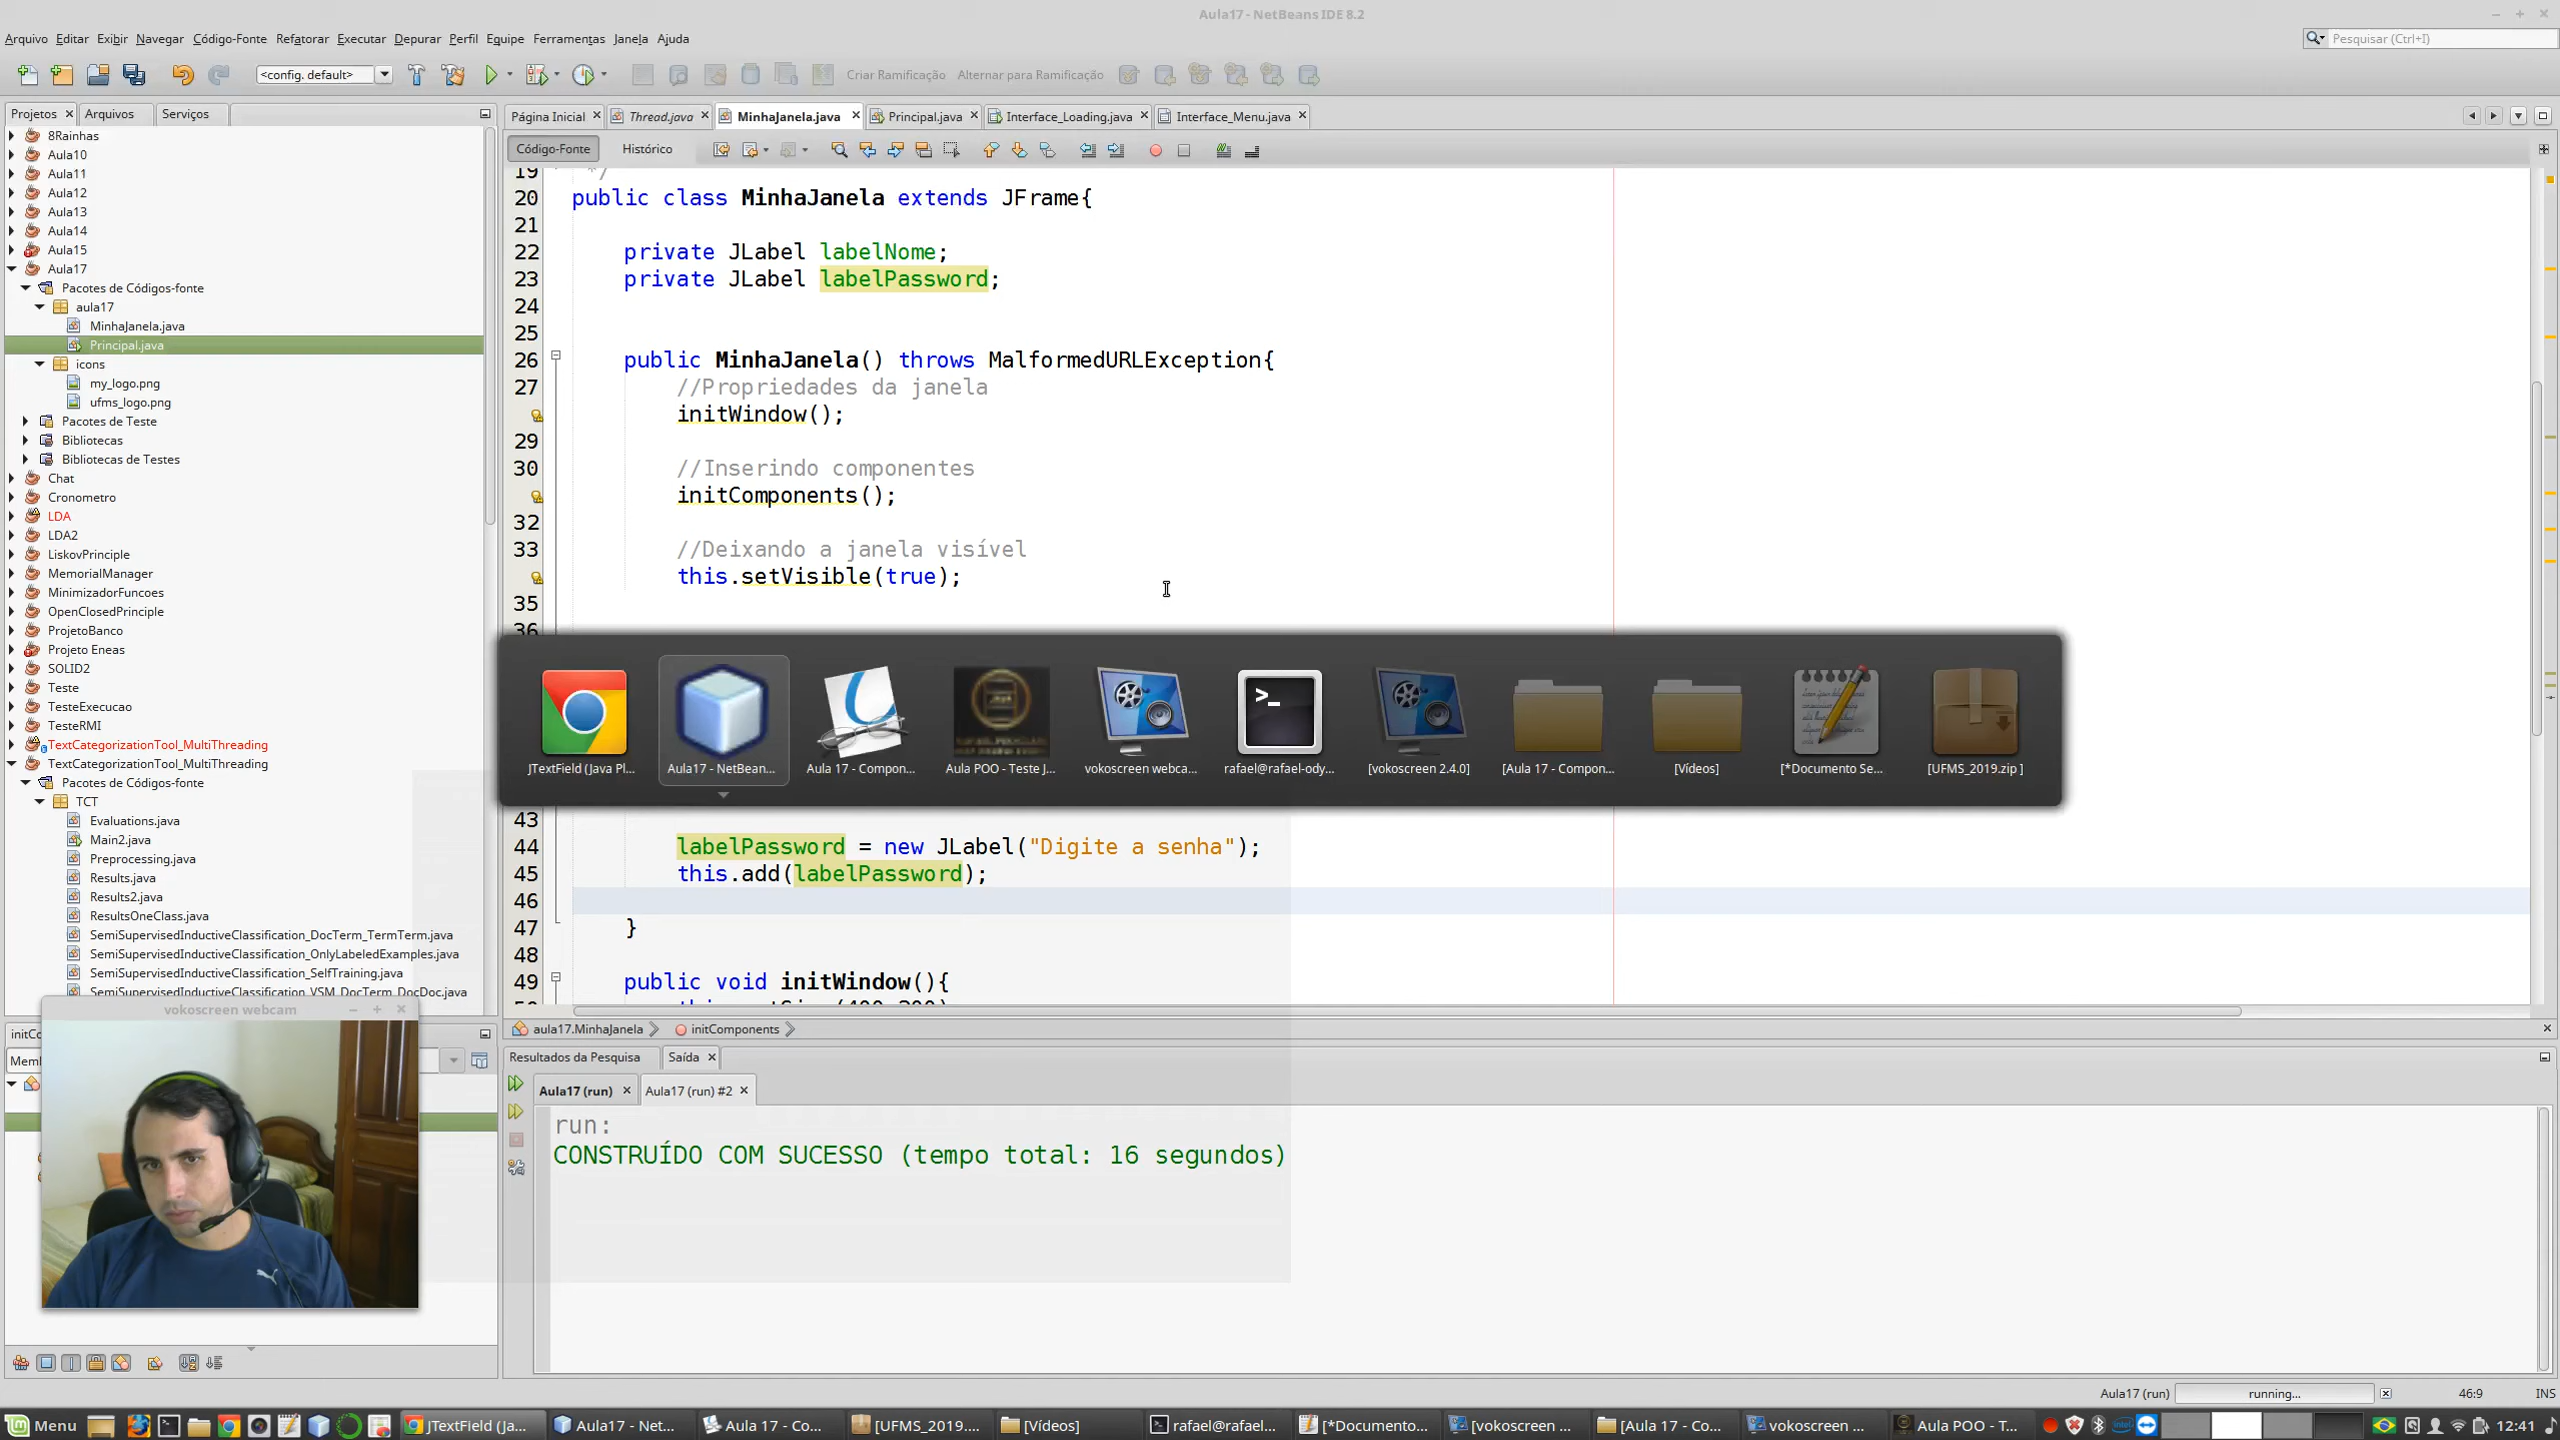 Aula17 - NetBeans IDE 8.2
Arquivo Editar Exibir Navegar Código-Fonte Refatorar Executar Depurar Perfil Equipe Ferramentas Janela Ajuda
Pesquisar (Ctrl+I)
<config. default>
Criar Ramificação Alternar para Ramificação
Projetos Arquivos Serviços
Página Inicial Thread.java MinhaJanela.java Principal.java Interface_Loading.java Interface_Menu.java
Código-Fonte Histórico
8Rainhas
Aula10
Aula11
Aula12
Aula13
Aula14
Aula15
Aula17
Pacotes de Códigos-fonte
aula17
MinhaJanela.java
Principal.java
icons
my_logo.png
ufms_logo.png
Pacotes de Teste
Bibliotecas
Bibliotecas de Testes
Chat
Cronometro
LDA
LDA2
LiskovPrinciple
MemorialManager
MinimizadorFuncoes
OpenClosedPrinciple
ProjetoBanco
Projeto Eneas
SOLID2
Teste
TesteExecucao
TesteRMI
TextCategorizationTool_MultiThreading
TextCategorizationTool_MultiThreading
Pacotes de Códigos-fonte
TCT
Evaluations.java
Main2.java
Preprocessing.java
Results.java
Results2.java
ResultsOneClass.java
SemiSupervisedInductiveClassification_DocTerm_TermTerm.java
SemiSupervisedInductiveClassification_OnlyLabeledExamples.java
SemiSupervisedInductiveClassification_SelfTraining.java
SemiSupervisedInductiveClassification_VSM_DocTerm_DocDoc.java
19 */
20 public class MinhaJanela extends JFrame{
21
22 private JLabel labelNome;
23 private JLabel labelPassword;
24
25
26 public MinhaJanela() throws MalformedURLException{
27 //Propriedades da janela
initWindow();
29
30 //Inserindo componentes
initComponents();
32
33 //Deixando a janela visível
this.setVisible(true);
35
36
JTextField (Java Pl... Aula17 - NetBean... Aula 17 - Compon... Aula POO - Teste J... vokoscreen webca... rafael@rafael-ody... [vokoscreen 2.4.0] [Aula 17 - Compon... [Vídeos] [*Documento Se... [UFMS_2019.zip ]
43
44 labelPassword = new JLabel("Digite a senha");
45 this.add(labelPassword);
46
47 }
48
49 public void initWindow(){
aula17.MinhaJanela initComponents
vokoscreen webcam
initCo
Meml
Resultados da Pesquisa Saída
Aula17 (run) Aula17 (run) #2
run:
CONSTRUÍDO COM SUCESSO (tempo total: 16 segundos)
Aula17 (run) running... 46:9 INS
Menu JTextField (Ja... Aula17 - Net... Aula 17 - Co... [UFMS_2019.... [Vídeos] rafael@rafael... [*Documento... [vokoscreen ... [Aula 17 - Co... vokoscreen ... Aula POO - T... 12:41